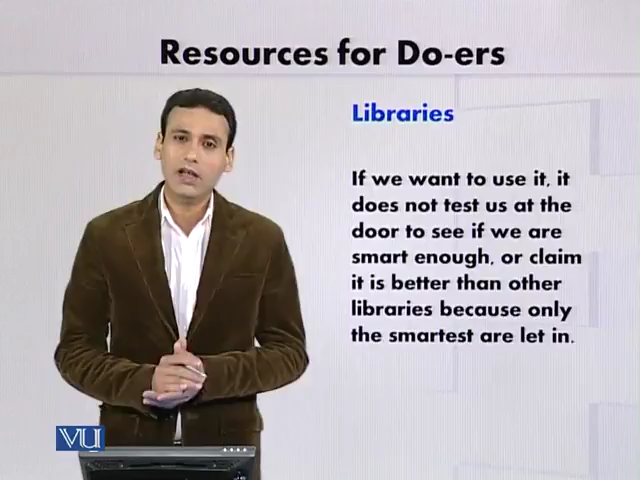 Resources for Do-ers
Libraries
If we want to use it, it
does not test us at the
door to see if we are
smart enough, or claim
it is better than other
libraries because only
the smartest are let in.
VU